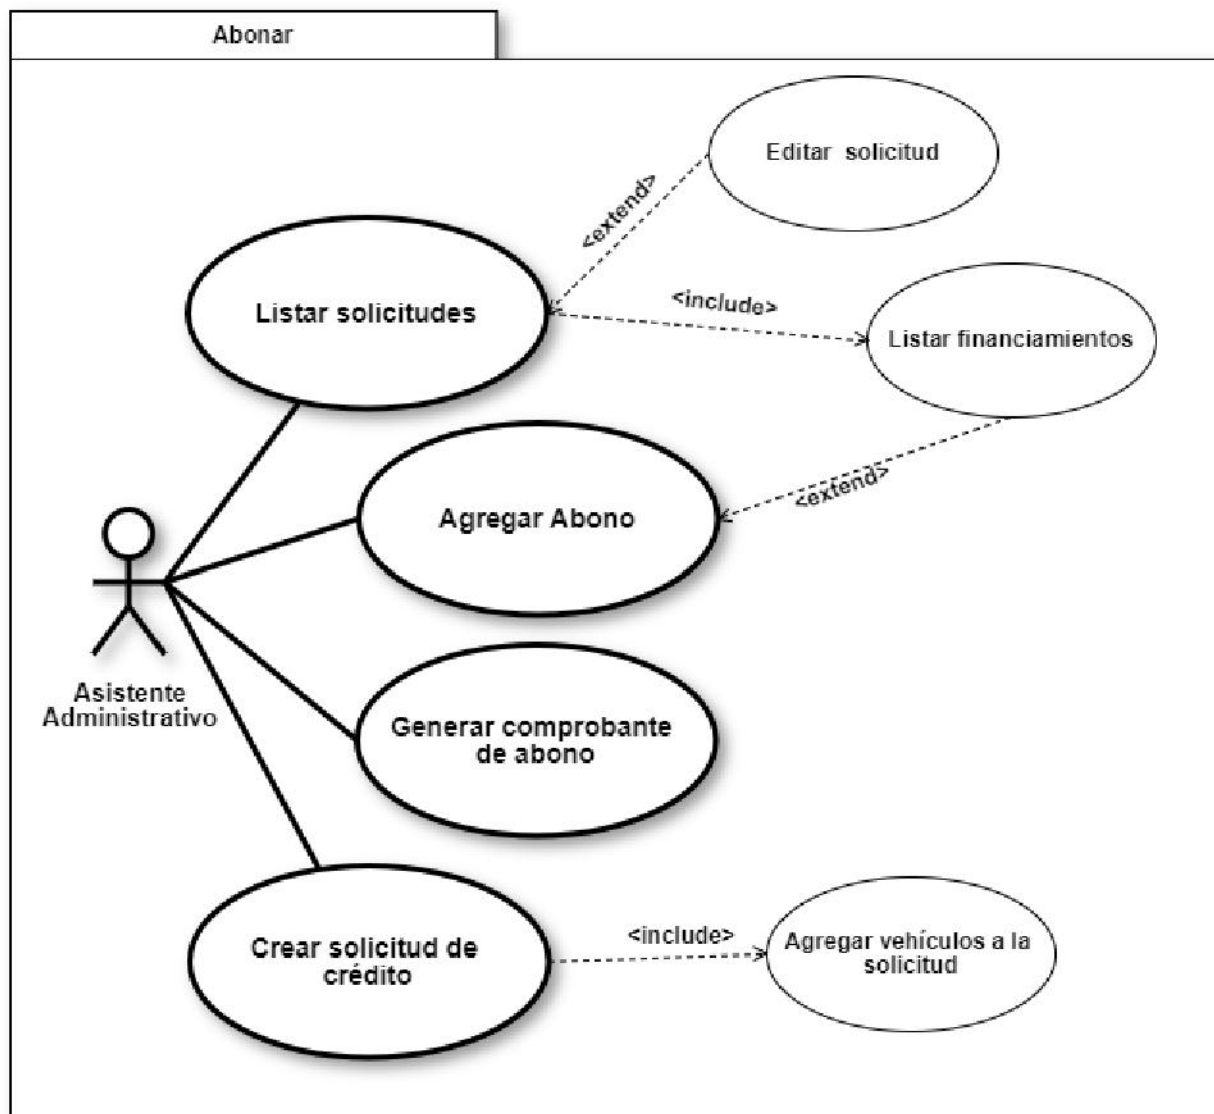 Abonar
Editar solicitud
<extend>
Listar solicitudes
<include>
Listar financiamientos
<extend>
Agregar Abono
Asistente
Administrativo
Generar comprobante
de abono
Crear solicitud de
crédito
<include>
Agregar vehículos a la
solicitud